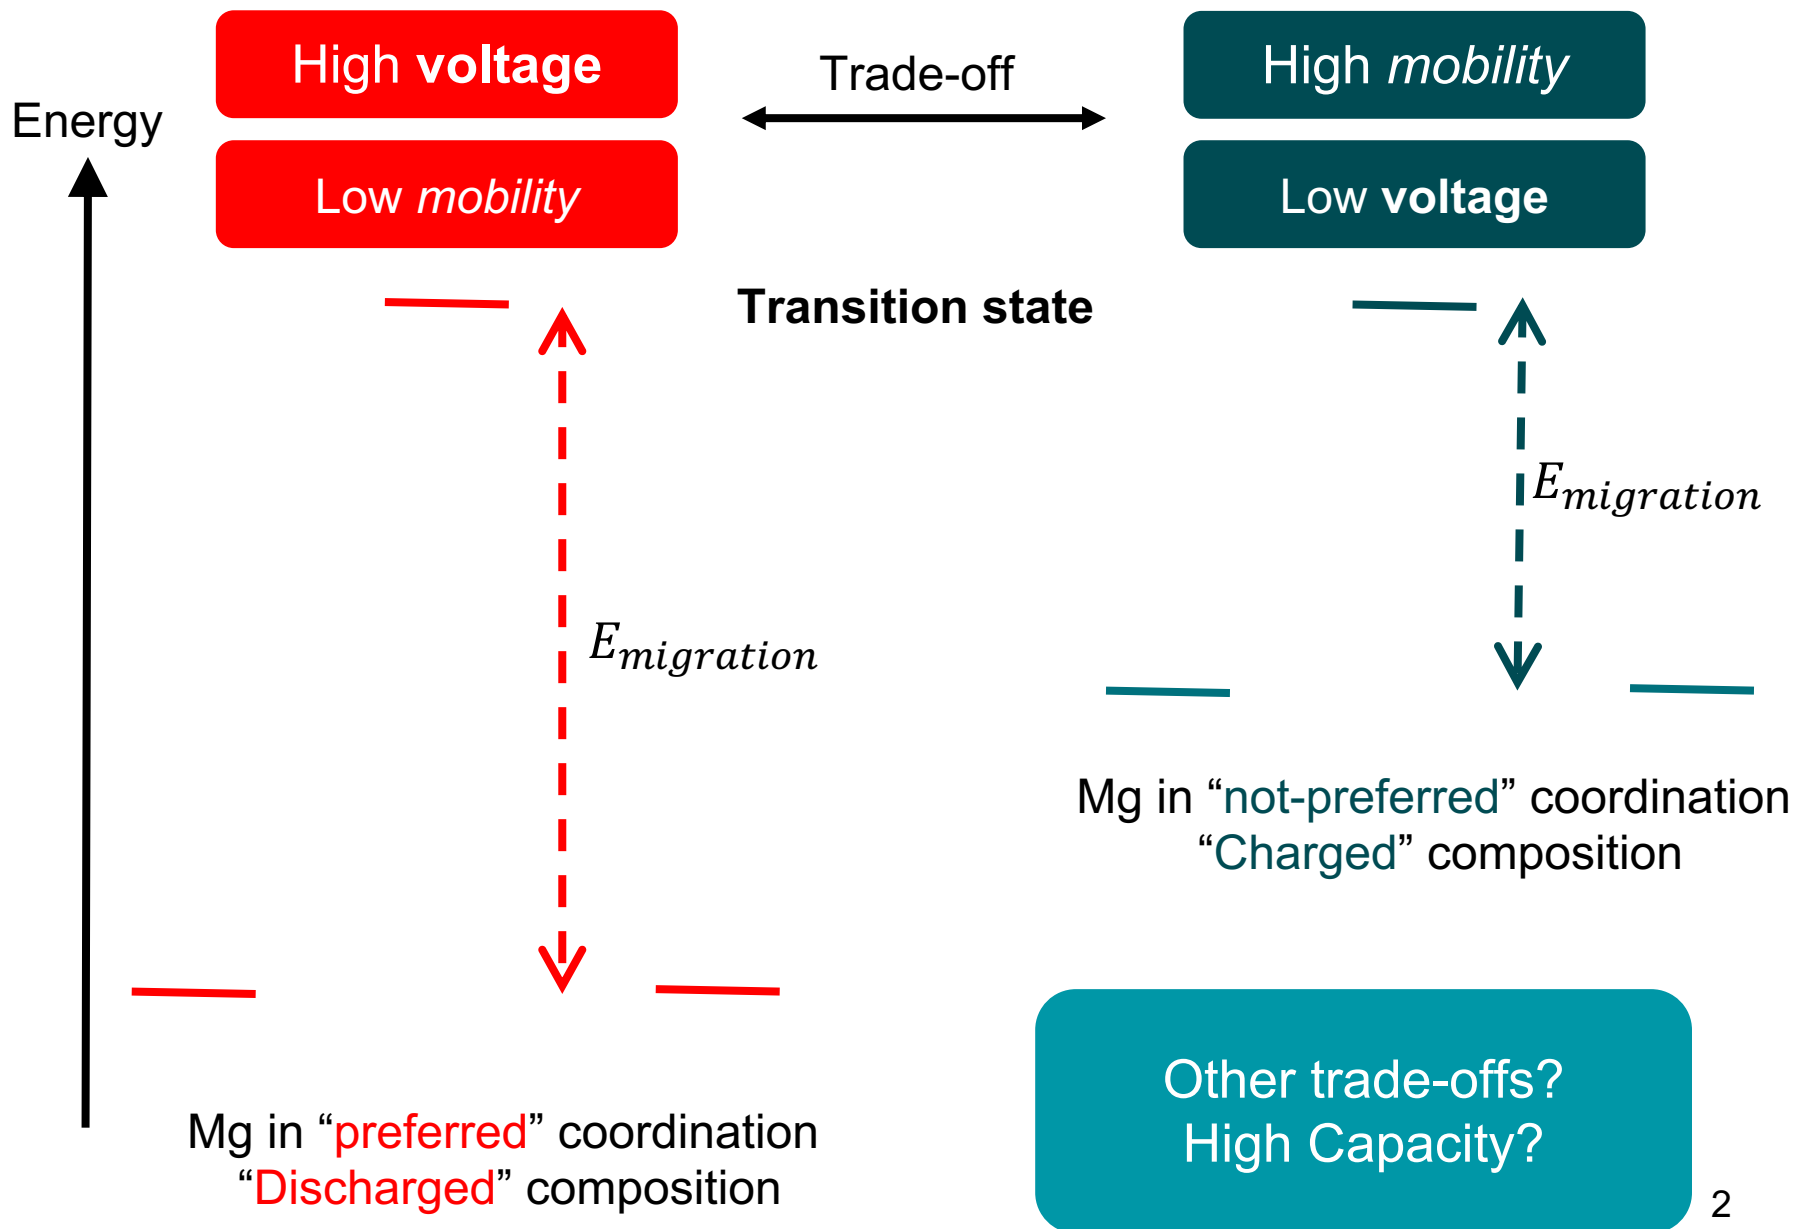 High voltage
Trade-off
High mobility
Energy
Low mobility
Low voltage
Transition state
E_migration
E_migration
Mg in “not-preferred” coordination
“Charged” composition
Mg in “preferred” coordination
“Discharged” composition
Other trade-offs?
High Capacity?
2